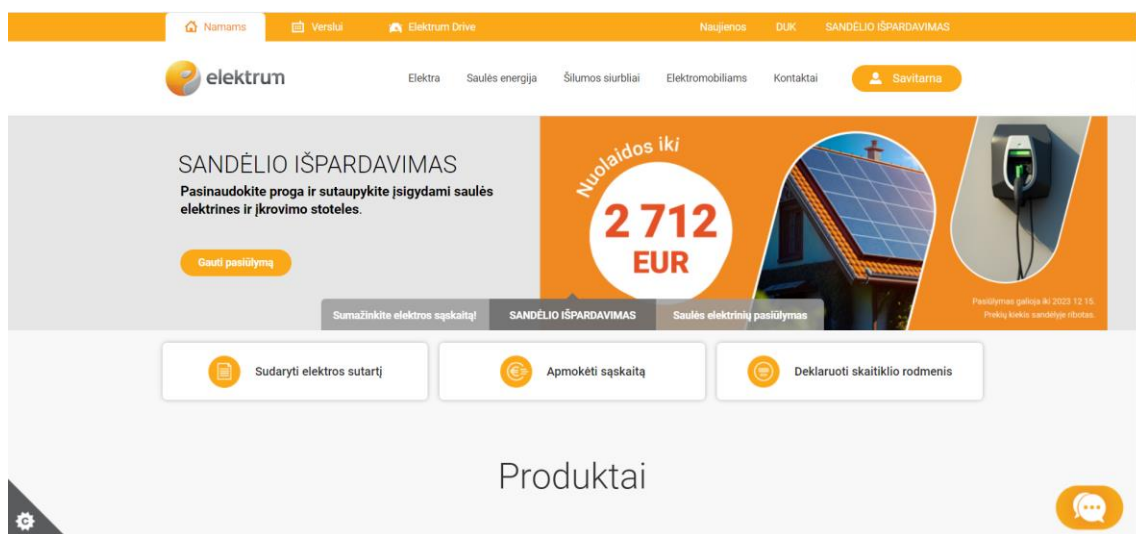 Namams
Verslui
Elektrum Drive
Naujienos
DUK
SANDĖLIO IŠPARDAVIMAS
elektrum
Elektra
Saulės energija
Šilumos siurbliai
Elektromobiliams
Kontaktai
Savitarna
SANDĖLIO IŠPARDAVIMAS
Pasinaudokite proga ir sutaupykite įsigydami saulės
elektrines ir įkrovimo stoteles.
Gauti pasiūlymą
Nuolaidos iki
2 712
EUR
Pasiūlymas galioja iki 2023 12 15.
Prekių kiekis sandėlyje ribotas.
Sumažinkite elektros sąskaitą!
SANDĖLIO IŠPARDAVIMAS
Saulės elektrinių pasiūlymas
Sudaryti elektros sutartį
Apmokėti sąskaitą
Deklaruoti skaitiklio rodmenis
Produktai